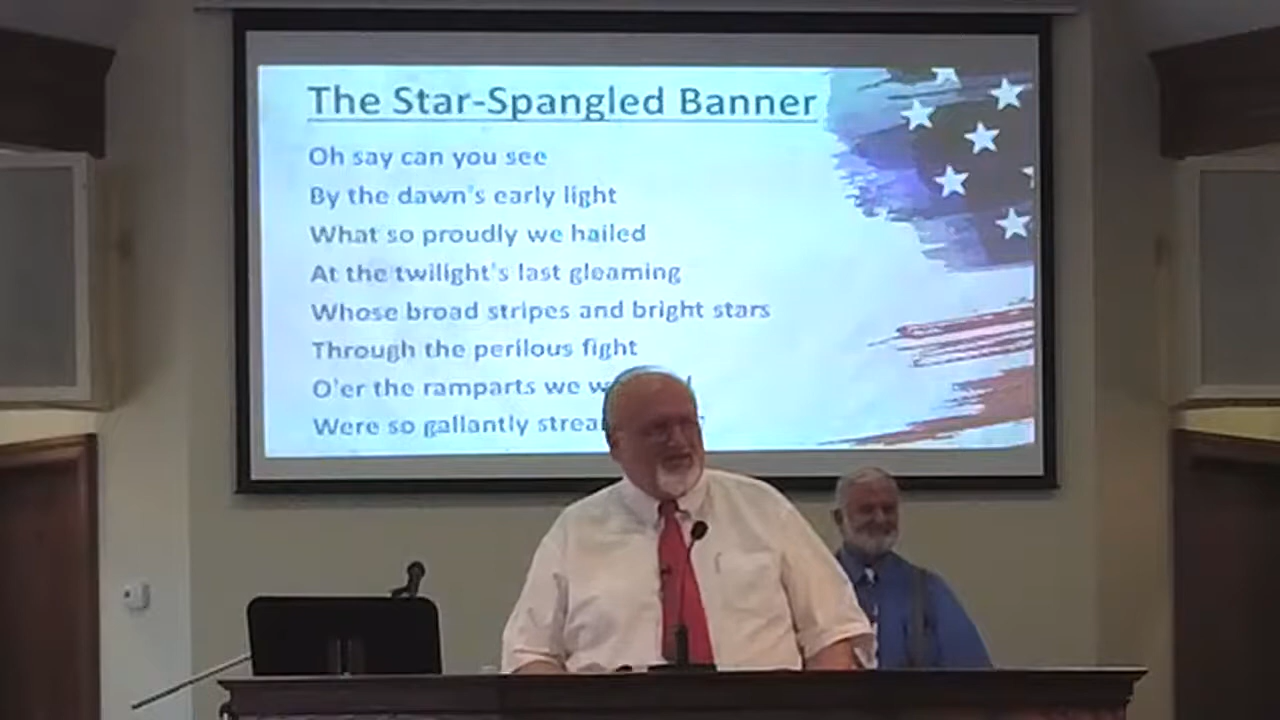 The Star-Spangled Banner
Oh say can you see
By the dawn's early light
What so proudly we hailed
At the twilight's last gleaming
Whose broad stripes and bright stars
Through the perilous fight
O'er the ramparts we
Were so gallantly